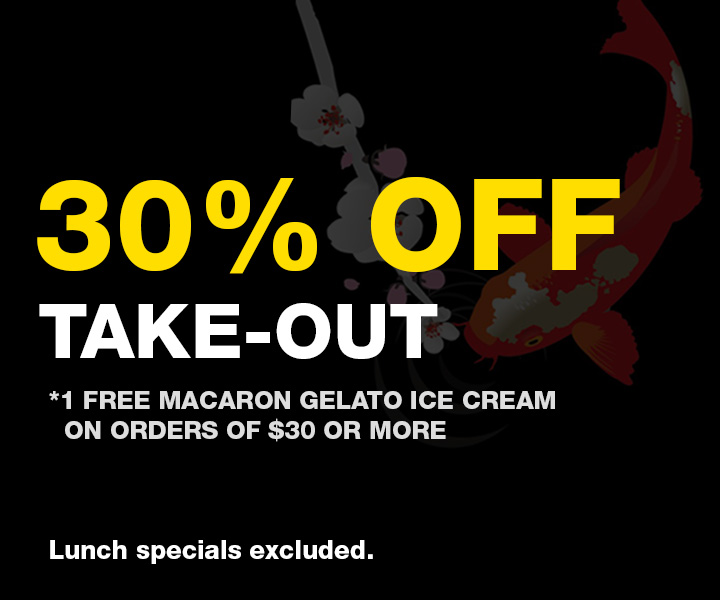 30% OFF
TAKE-OUT
*1 FREE MACARON GELATO ICE CREAM
ON ORDERS OF $30 OR MORE
Lunch specials excluded.